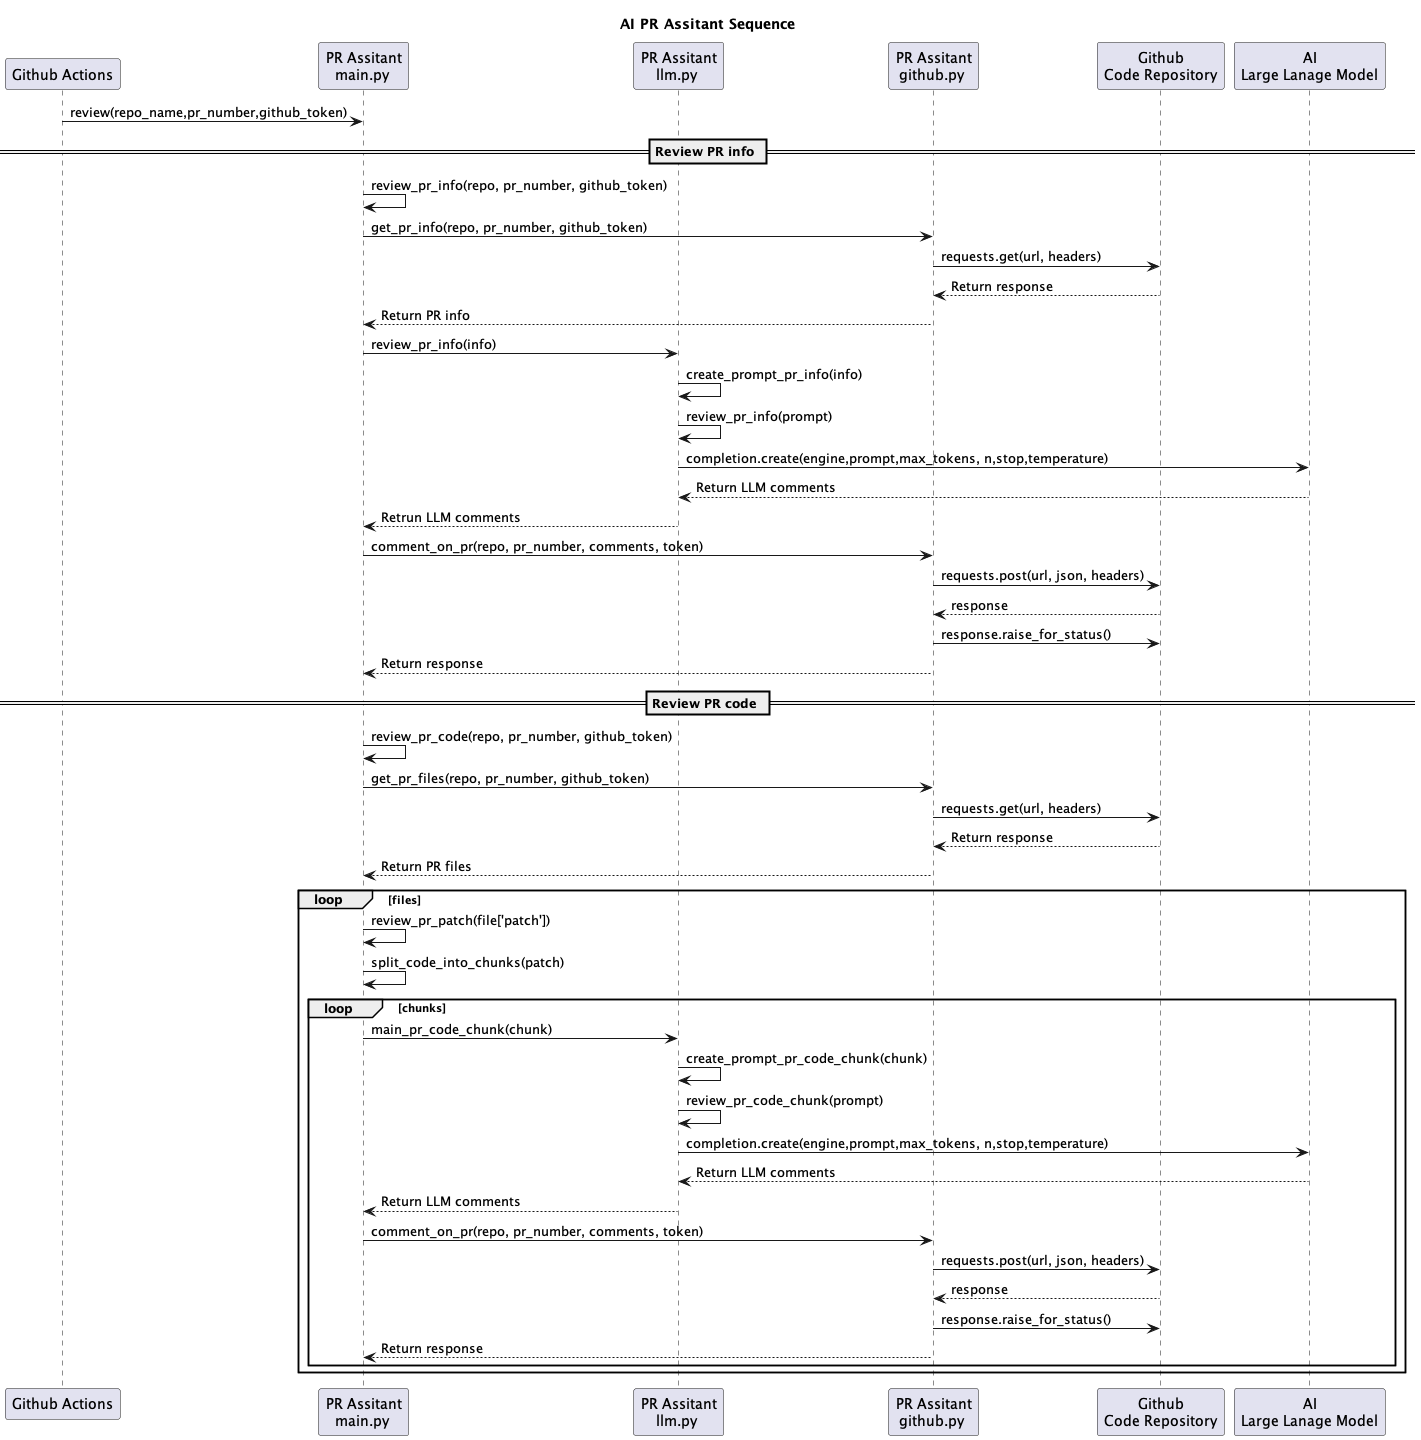 AI PR Assitant Sequence
Github Actions
PR Assitant
main.py
PR Assitant
llm.py
PR Assitant
github.py
Github
Code Repository
AI
Large Lanage Model
review(repo_name,pr_number,github_token)
Review PR info
review_pr_info(repo, pr_number, github_token)
get_pr_info(repo, pr_number, github_token)
requests.get(url, headers)
Return response
Return PR info
review_pr_info(info)
create_prompt_pr_info(info)
review_pr_info(prompt)
completion.create(engine,prompt,max_tokens, n,stop,temperature)
Return LLM comments
Retrun LLM comments
comment_on_pr(repo, pr_number, comments, token)
requests.post(url, json, headers)
response
response.raise_for_status()
Return response
Review PR code
review_pr_code(repo, pr_number, github_token)
get_pr_files(repo, pr_number, github_token)
requests.get(url, headers)
Return response
Return PR files
loop [files]
review_pr_patch(file['patch'])
split_code_into_chunks(patch)
loop [chunks]
main_pr_code_chunk(chunk)
create_prompt_pr_code_chunk(chunk)
review_pr_code_chunk(prompt)
completion.create(engine,prompt,max_tokens, n,stop,temperature)
Return LLM comments
Return LLM comments
comment_on_pr(repo, pr_number, comments, token)
requests.post(url, json, headers)
response
response.raise_for_status()
Return response
Github Actions
PR Assitant
main.py
PR Assitant
llm.py
PR Assitant
github.py
Github
Code Repository
AI
Large Lanage Model